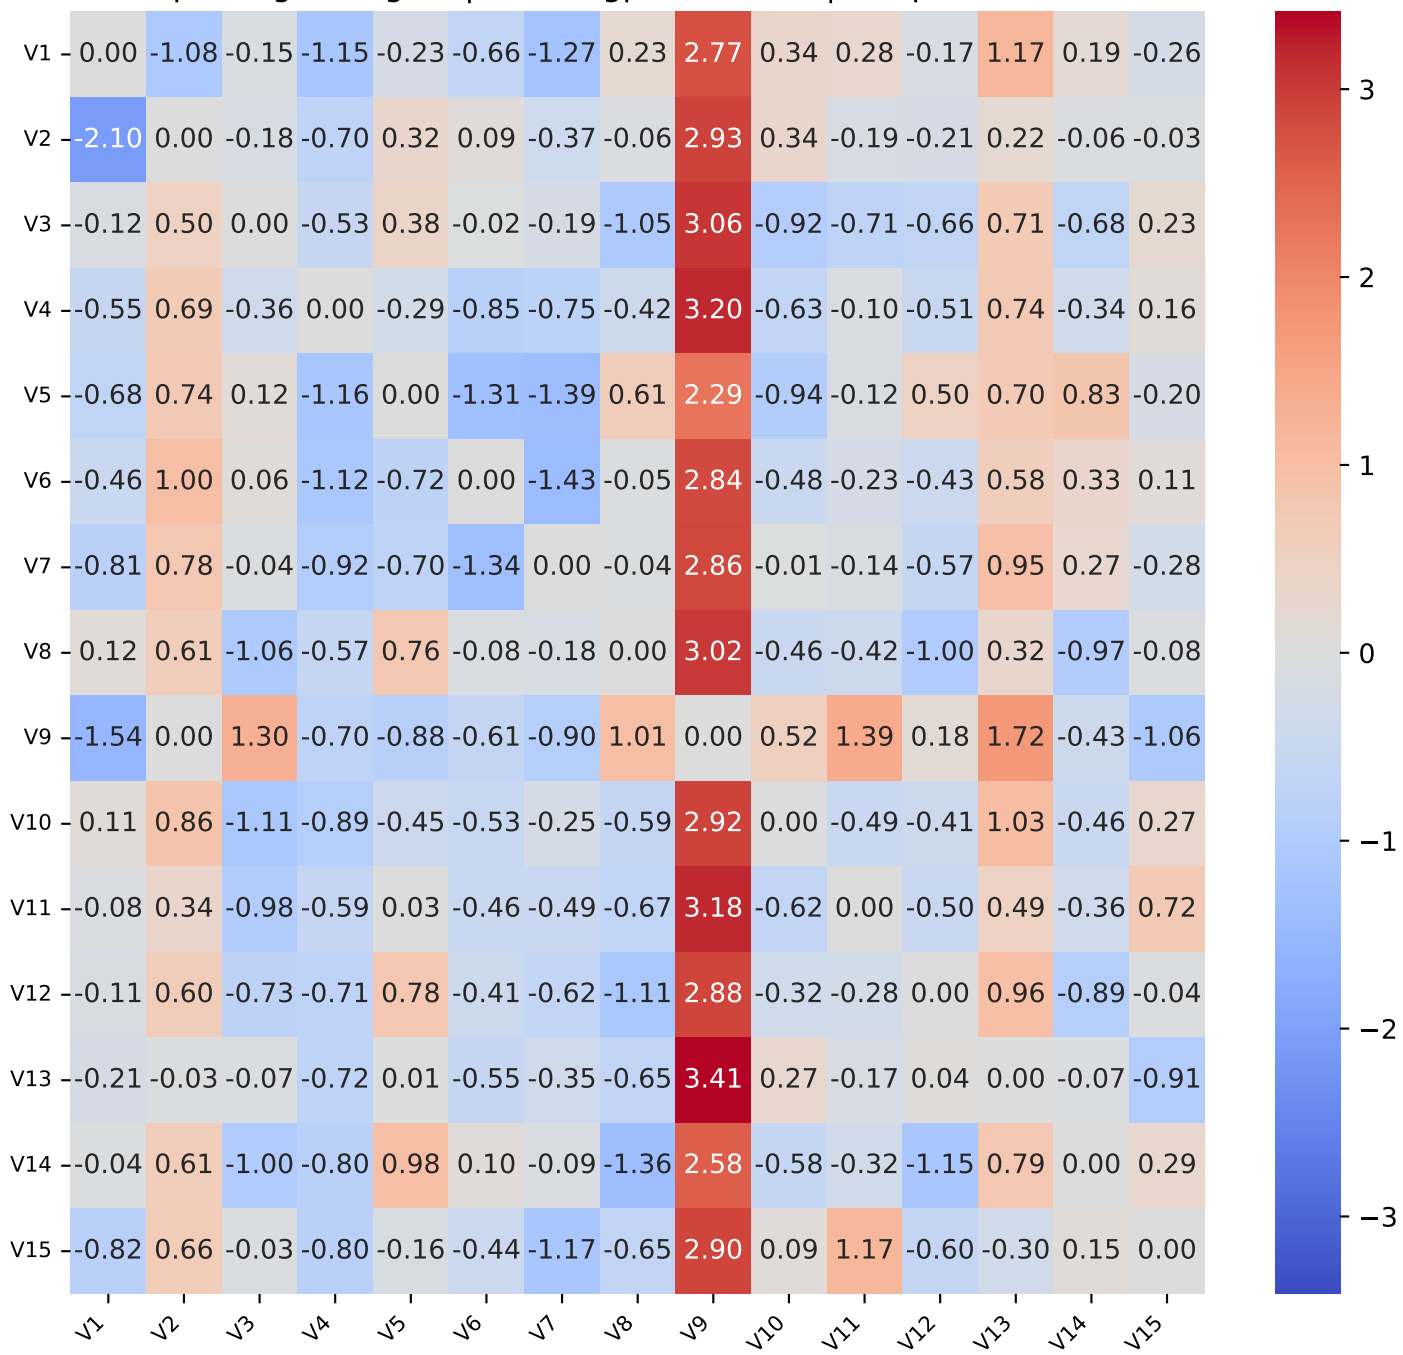 V1 0.00 -1.08 -0.15 -1.15 -0.23 -0.66 -1.27 0.23 2.77 0.34 0.28 -0.17 1.17 0.19 -0.26
V2 -2.10 0.00 -0.18 -0.70 0.32 0.09 -0.37 -0.06 2.93 0.34 -0.19 -0.21 0.22 -0.06 -0.03
V3 -0.12 0.50 0.00 -0.53 0.38 -0.02 -0.19 -1.05 3.06 -0.92 -0.71 -0.66 0.71 -0.68 0.23
V4 -0.55 0.69 -0.36 0.00 -0.29 -0.85 -0.75 -0.42 3.20 -0.63 -0.10 -0.51 0.74 -0.34 0.16
V5 -0.68 0.74 0.12 -1.16 0.00 -1.31 -1.39 0.61 2.29 -0.94 -0.12 0.50 0.70 0.83 -0.20
V6 -0.46 1.00 0.06 -1.12 -0.72 0.00 -1.43 -0.05 2.84 -0.48 -0.23 -0.43 0.58 0.33 0.11
V7 -0.81 0.78 -0.04 -0.92 -0.70 -1.34 0.00 -0.04 2.86 -0.01 -0.14 -0.57 0.95 0.27 -0.28
V8 0.12 0.61 -1.06 -0.57 0.76 -0.08 -0.18 0.00 3.02 -0.46 -0.42 -1.00 0.32 -0.97 -0.08
V9 -1.54 0.00 1.30 -0.70 -0.88 -0.61 -0.90 1.01 0.00 0.52 1.39 0.18 1.72 -0.43 -1.06
V10 0.11 0.86 -1.11 -0.89 -0.45 -0.53 -0.25 -0.59 2.92 0.00 -0.49 -0.41 1.03 -0.46 0.27
V11 -0.08 0.34 -0.98 -0.59 0.03 -0.46 -0.49 -0.67 3.18 -0.62 0.00 -0.50 0.49 -0.36 0.72
V12 -0.11 0.60 -0.73 -0.71 0.78 -0.41 -0.62 -1.11 2.88 -0.32 -0.28 0.00 0.96 -0.89 -0.04
V13 -0.21 -0.03 -0.07 -0.72 0.01 -0.55 -0.35 -0.65 3.41 0.27 -0.17 0.04 0.00 -0.07 -0.91
V14 -0.04 0.61 -1.00 -0.80 0.98 0.10 -0.09 -1.36 2.58 -0.58 -0.32 -1.15 0.79 0.00 0.29
V15 -0.82 0.66 -0.03 -0.80 -0.16 -0.44 -1.17 -0.65 2.90 0.09 1.17 -0.60 -0.30 0.15 0.00
V1 V2 V3 V4 V5 V6 V7 V8 V9 V10 V11 V12 V13 V14 V15
3
2
1
0
−1
−2
−3